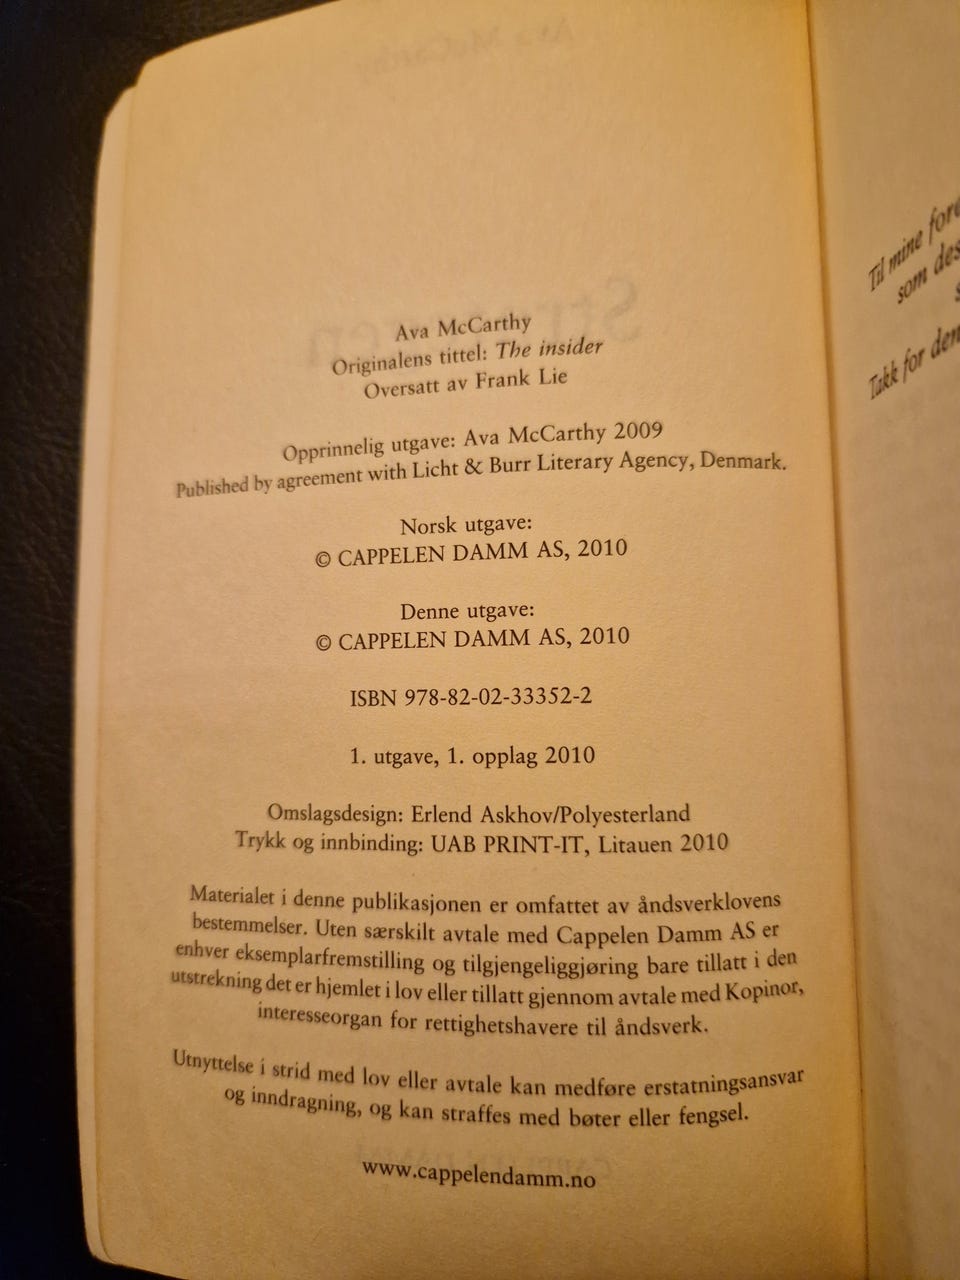 Ava McCarthy
Originalens tittel: The insider
Oversatt av Frank Lie
Opprinnelig utgave: Ava McCarthy 2009
Published by agreement with Licht & Burr Literary Agency, Denmark.
Norsk utgave:
© CAPPELEN DAMM AS, 2010
Denne utgave:
© CAPPELEN DAMM AS, 2010
ISBN 978-82-02-33352-2
1. utgave, 1. opplag 2010
Omslagsdesign: Erlend Askhov/Polyesterland
Trykk og innbinding: UAB PRINT-IT, Litauen 2010
Materialet i denne publikasjonen er omfattet av åndsverklovens
bestemmelser. Uten særskilt avtale med Cappelen Damm AS er
enhver eksemplarfremstilling og tilgjengeliggjøring bare tillatt i den
utstrekning det er hjemlet i lov eller tillatt gjennom avtale med Kopinor,
interesseorgan for rettighetshavere til åndsverk.
Utnyttelse i strid med lov eller avtale kan medføre erstatningsansvar
og inndragning, og kan straffes med bøter eller fengsel.
www.cappelendamm.no
Til mine
som
Takk for den